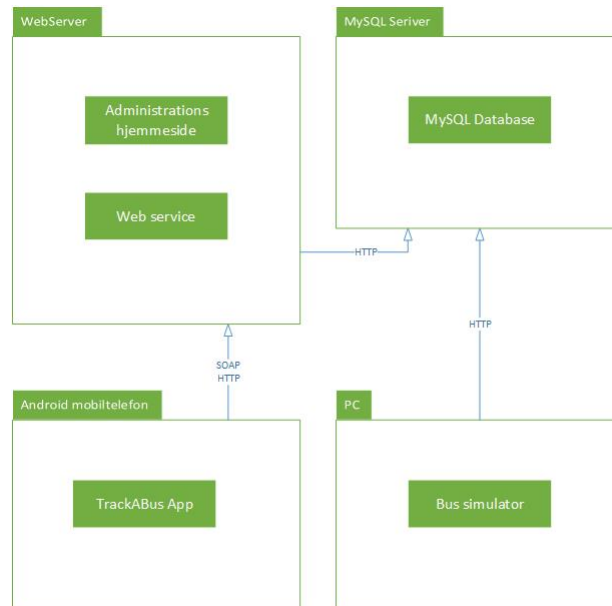 WebServer
Administrations
hjemmeside
Web service
MySQL Seriver
MySQL Database
HTTP
HTTP
SOAP
HTTP
Android mobiltelefon
TrackABus App
PC
Bus simulator